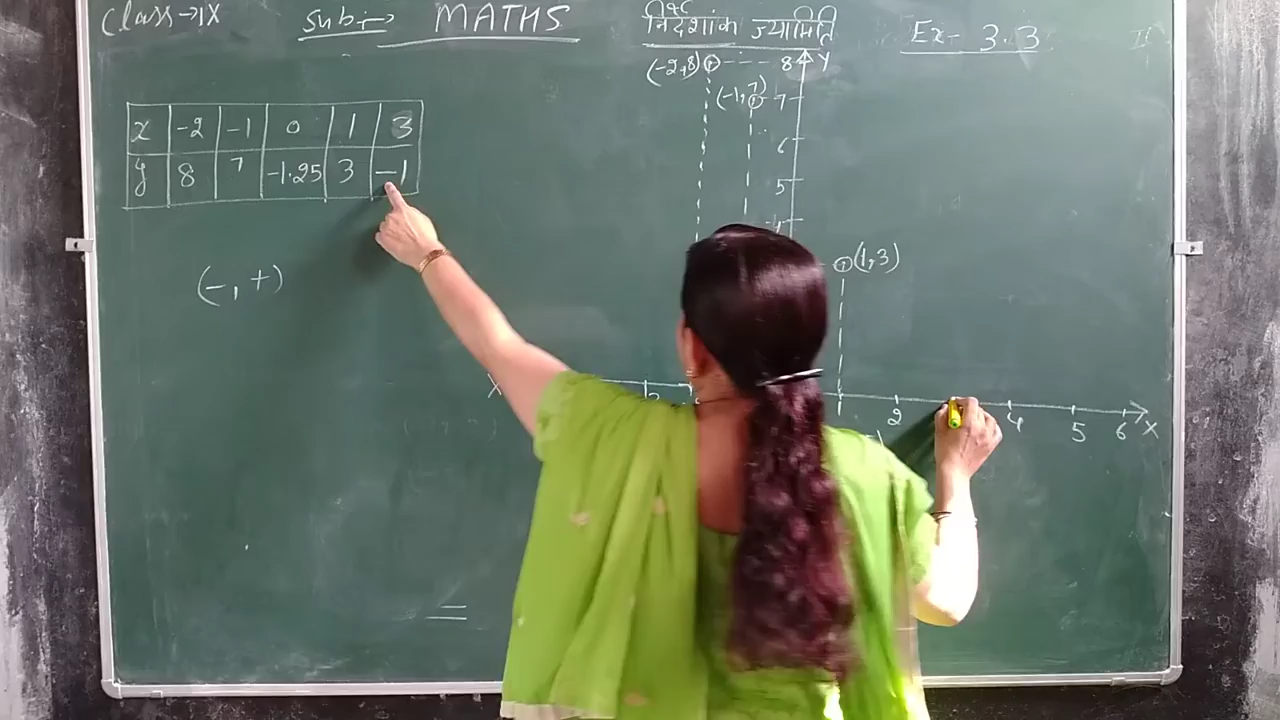 Class→IX
Subj:→ MATHS
निर्देशांक ज्यामिति
Ex- 3.3
x -2 -1 0 1 3
y 8 7 -1.25 3 -1
(-, +)
(-2,8) 8 Y
(-1,7) 7
6
5
4
(1,3)
X 2 4 5 6 X